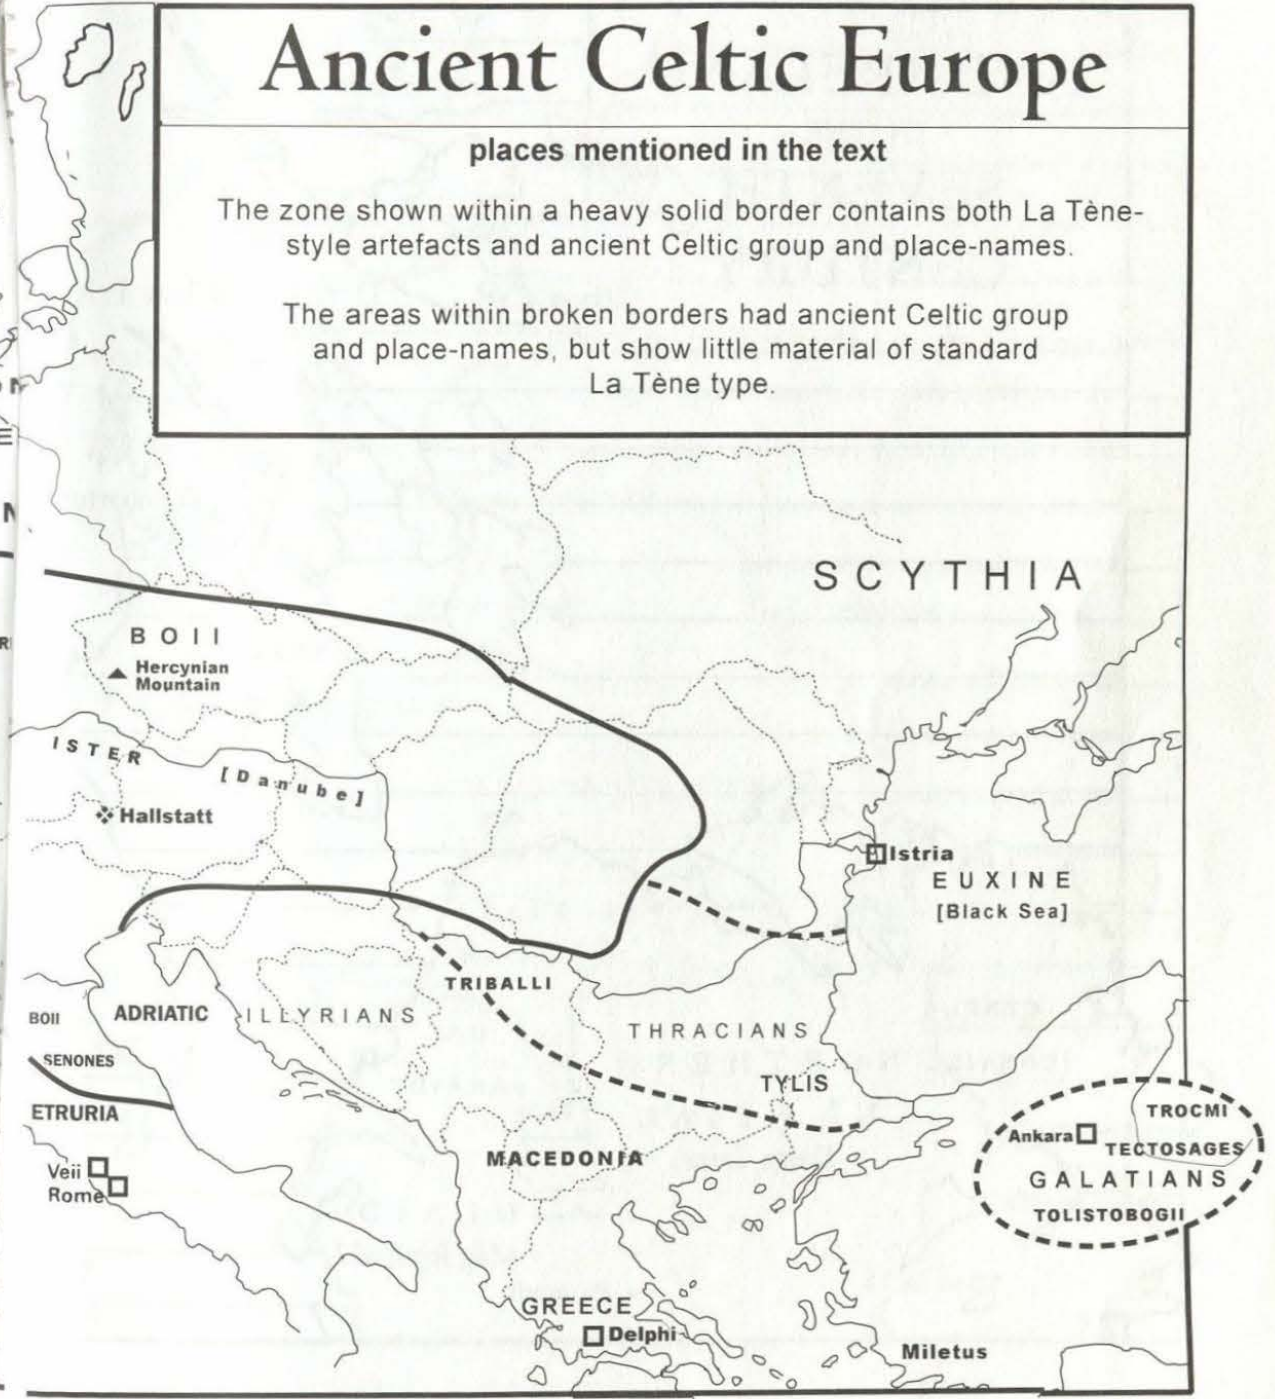 Ancient Celtic Europe
places mentioned in the text
The zone shown within a heavy solid border contains both La Tène-
style artefacts and ancient Celtic group and place-names.
The areas within broken borders had ancient Celtic group
and place-names, but show little material of standard
La Tène type.
SCYTHIA
BOII
Hercynian
Mountain
ISTER
[Danube]
Hallstatt
Istria
EUXINE
[Black Sea]
TRIBALLI
ADRIATIC
ILLYRIANS
BOII
THRACIANS
SENONES
TYLIS
ETRURIA
TROCMI
Ankara
TECTOSAGES
MACEDONIA
Veii
Rome
GALATIANS
TOLISTOBOGII
GREECE
Delphi
Miletus